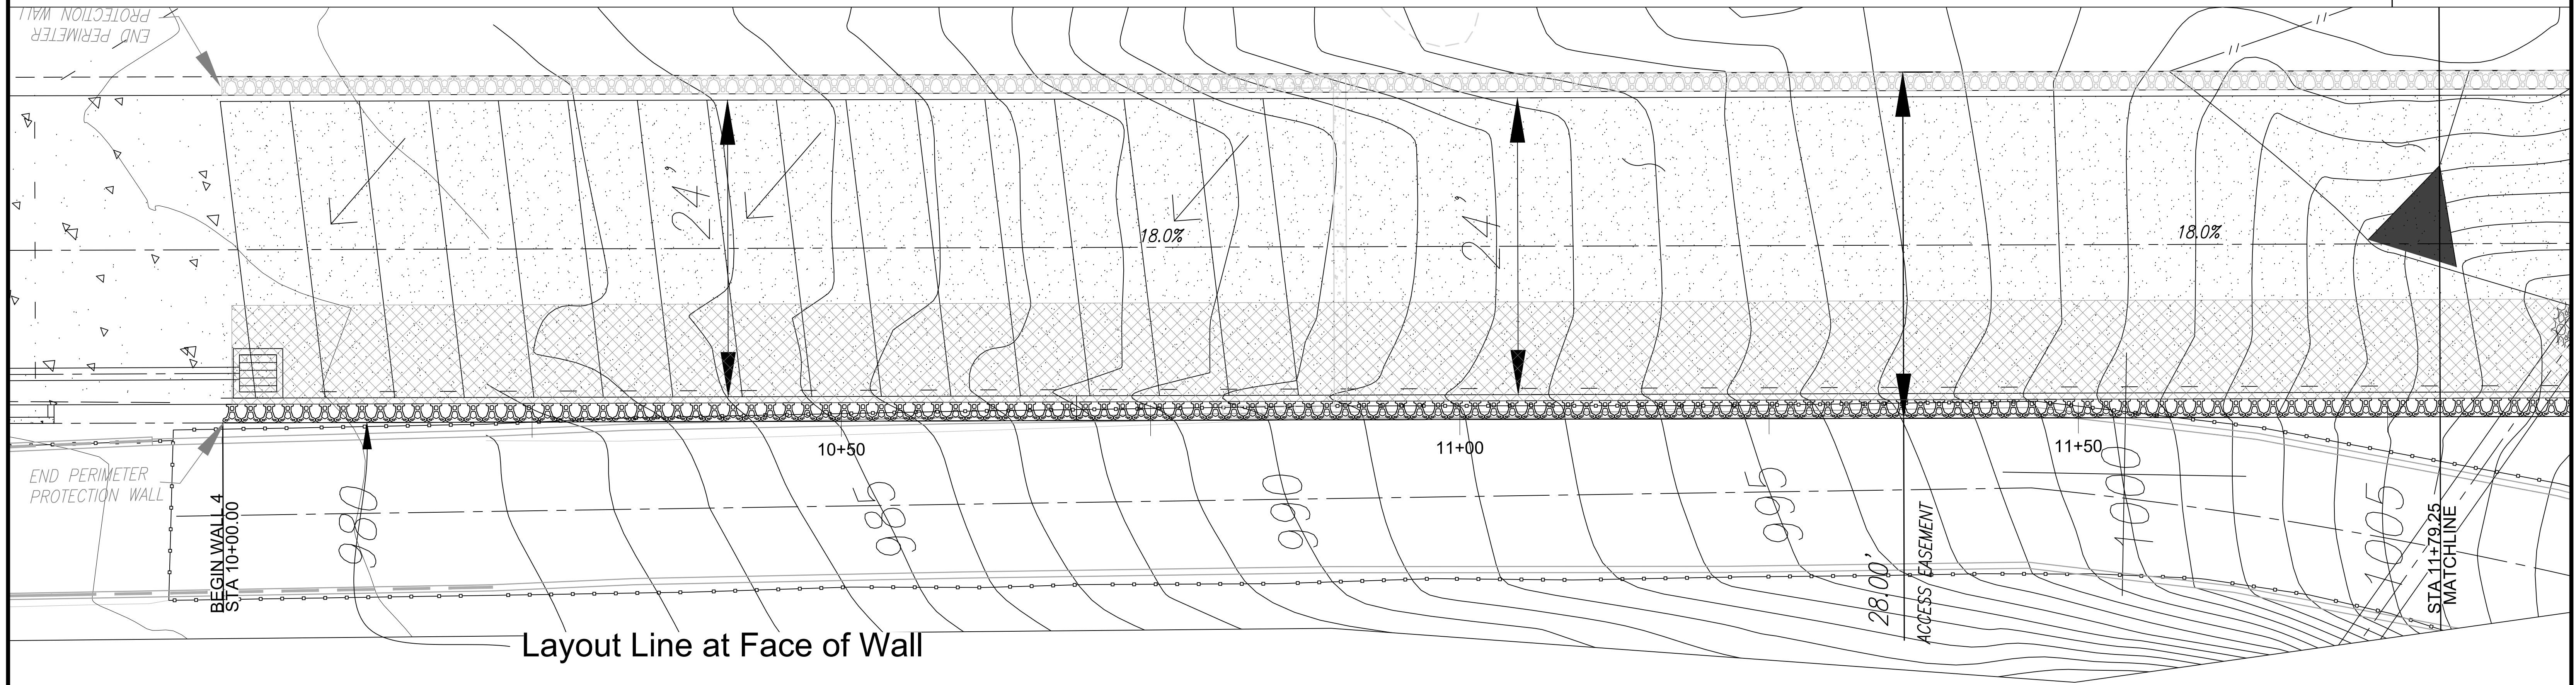 END PERIMETER
PROTECTION WALL
24'
24'
18.0%
18.0%
10+50
11+00
11+50
END PERIMETER
PROTECTION WALL
BEGIN WALL 4
STA 10+00.00
980
985
990
995
1000
1005
28.00'
ACCESS EASEMENT
STA 11+79.25
MATCHLINE
Layout Line at Face of Wall